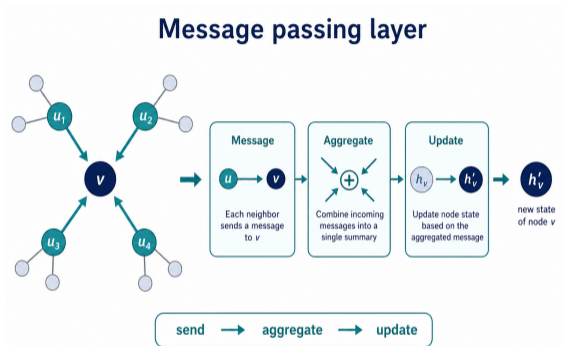 Message passing layer
u₁
u₂
v
u₃
u₄
Message
u v
Each neighbor
sends a message
to v
Aggregate
+
Combine incoming
messages into a
single summary
Update
hᵥ h′ᵥ
Update node state
based on the
aggregated message
h′ᵥ
new state
of node v
send → aggregate → update